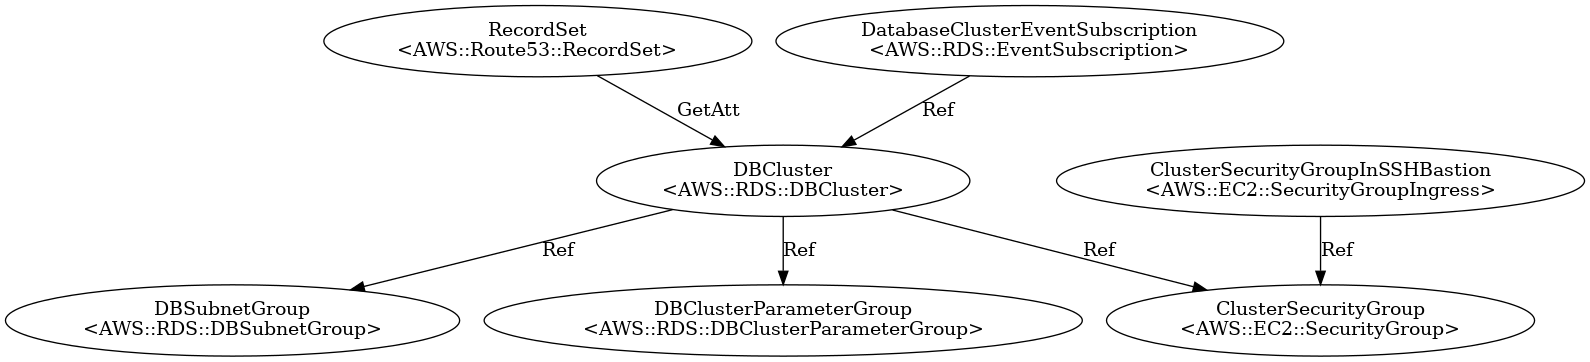 RecordSet
<AWS::Route53::RecordSet>
DatabaseClusterEventSubscription
<AWS::RDS::EventSubscription>
GetAtt
Ref
DBCluster
<AWS::RDS::DBCluster>
ClusterSecurityGroupInSSHBastion
<AWS::EC2::SecurityGroupIngress>
Ref
Ref
Ref
Ref
DBSubnetGroup
<AWS::RDS::DBSubnetGroup>
DBClusterParameterGroup
<AWS::RDS::DBClusterParameterGroup>
ClusterSecurityGroup
<AWS::EC2::SecurityGroup>